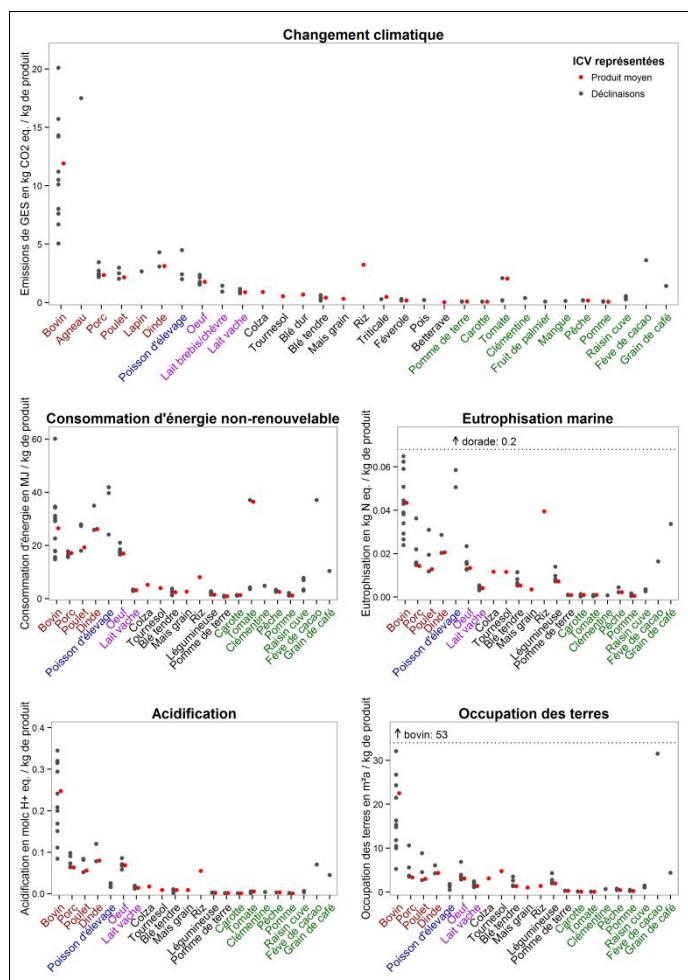 Changement climatique
Emissions de GES en kg CO2 eq. / kg de produit
20
15
10
5
0
ICV représentées
Produit moyen
Déclinaisons
Bovin
Agneau
Porc
Poulet
Lapin
Dinde
Poisson d'élevage
Oeuf
Lait brebis/chèvre
Lait vache
Colza
Tournesol
Blé dur
Blé tendre
Mais grain
Riz
Triticale
Féverole
Pois
Betterave
Pomme de terre
Carotte
Tomate
Clémentine
Fruit de palmier
Mangue
Pêche
Pomme
Raisin cuve
Fève de cacao
Grain de café
Consommation d'énergie non-renouvelable
Consommation d'énergie en MJ / kg de produit
60
40
20
0
Bovin
Porc
Poulet
Dinde
Poisson d'élevage
Oeuf
Lait vache
Colza
Tournesol
Blé tendre
Mais grain
Riz
Légumineuse
Pomme de terre
Carotte
Tomate
Clémentine
Pêche
Pomme
Raisin cuve
Fève de cacao
Grain de café
Eutrophisation marine
Eutrophisation en kg N eq. / kg de produit
dorade: 0.2
0.06
0.04
0.02
0.00
Bovin
Porc
Poulet
Dinde
Poisson d'élevage
Oeuf
Lait vache
Colza
Tournesol
Blé tendre
Mais grain
Riz
Légumineuse
Pomme de terre
Carotte
Tomate
Clémentine
Pêche
Pomme
Raisin cuve
Fève de cacao
Grain de café
Acidification
Acidification en molc H+ eq. / kg de produit
0.4
0.3
0.2
0.1
0.0
Bovin
Porc
Poulet
Dinde
Poisson d'élevage
Oeuf
Lait vache
Colza
Tournesol
Blé tendre
Mais grain
Riz
Légumineuse
Pomme de terre
Carotte
Tomate
Clémentine
Pêche
Pomme
Raisin cuve
Fève de cacao
Grain de café
Occupation des terres
Occupation des terres en m²a / kg de produit
bovin: 53
30
20
10
0
Bovin
Porc
Poulet
Dinde
Poisson d'élevage
Oeuf
Lait vache
Colza
Tournesol
Blé tendre
Mais grain
Riz
Légumineuse
Pomme de terre
Carotte
Tomate
Clémentine
Pêche
Pomme
Raisin cuve
Fève de cacao
Grain de café